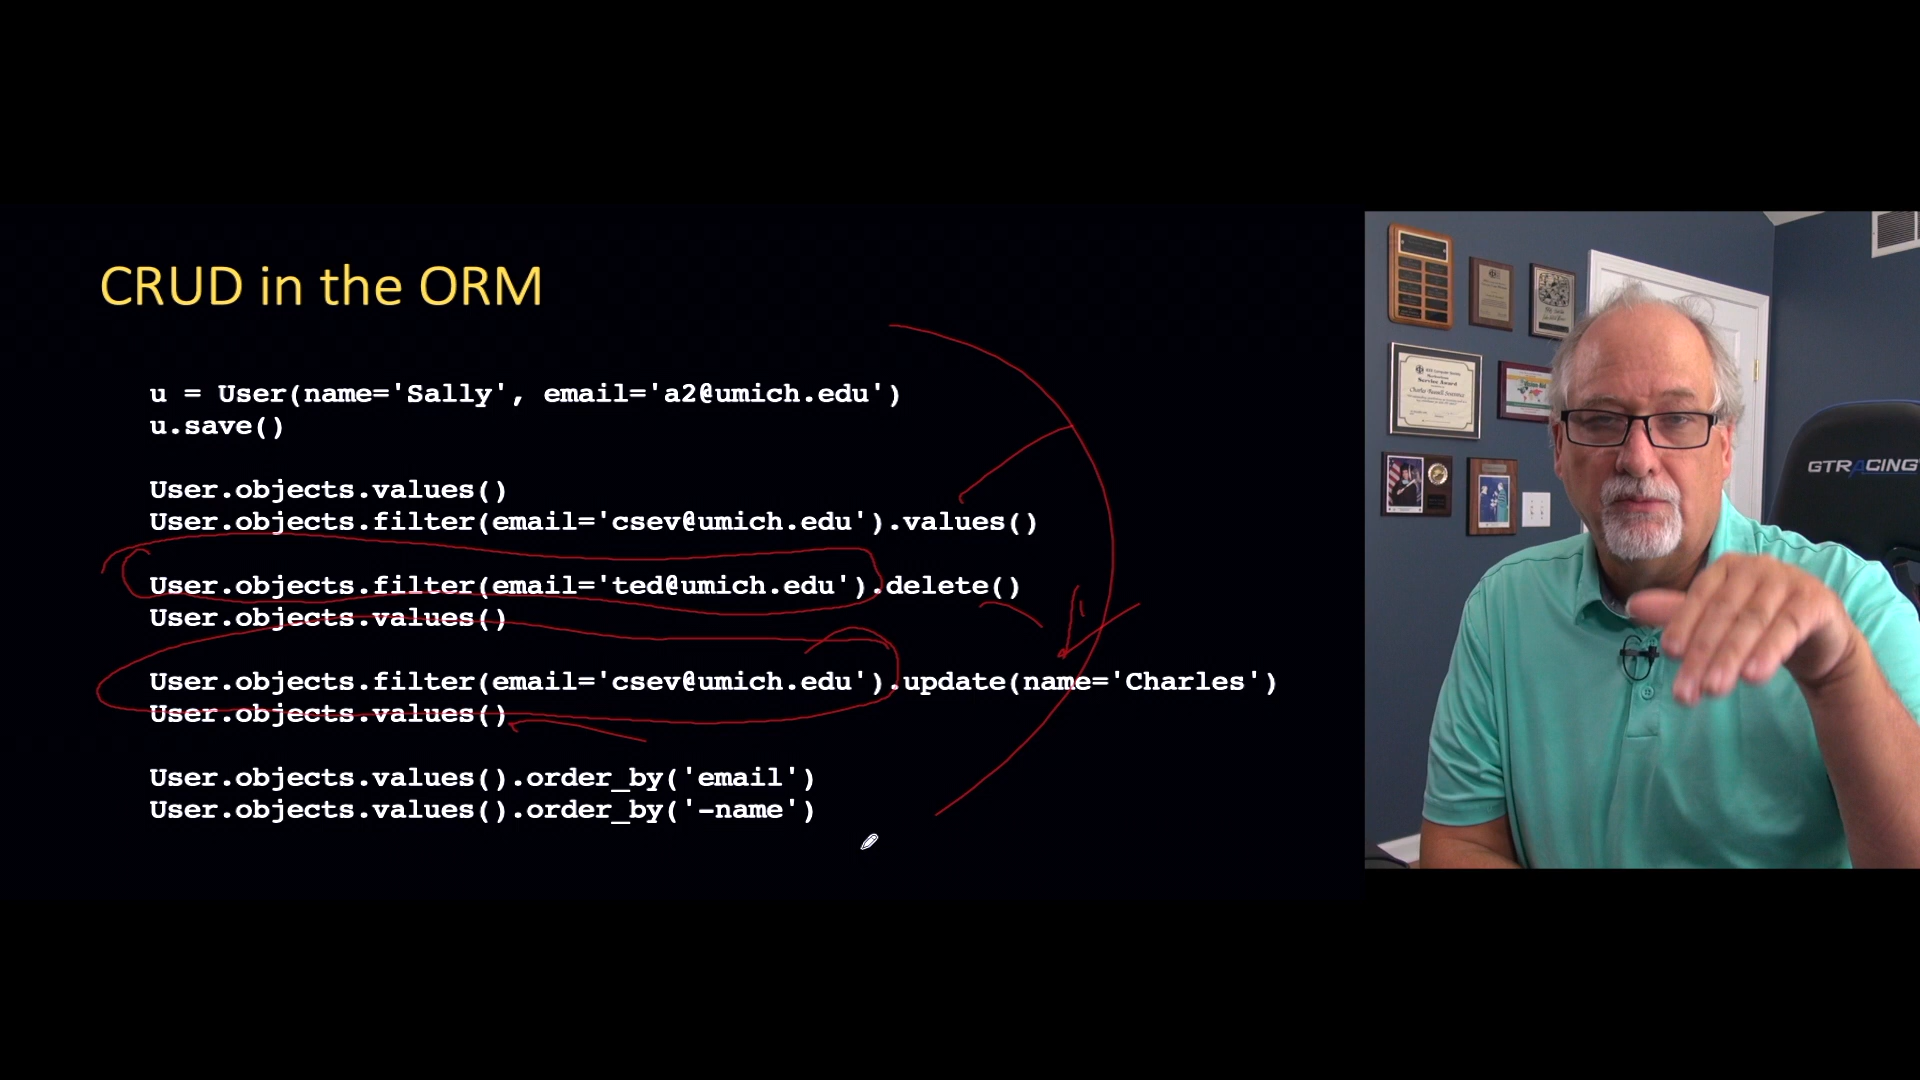 CRUD in the ORM
u = User(name='Sally', email='a2@umich.edu')
u.save()
User.objects.values()
User.objects.filter(email='csev@umich.edu').values()
User.objects.filter(email='ted@umich.edu').delete()
User.objects.values()
User.objects.filter(email='csev@umich.edu').update(name='Charles')
User.objects.values()
User.objects.values().order_by('email')
User.objects.values().order_by('-name')
GTRACING
Service Award